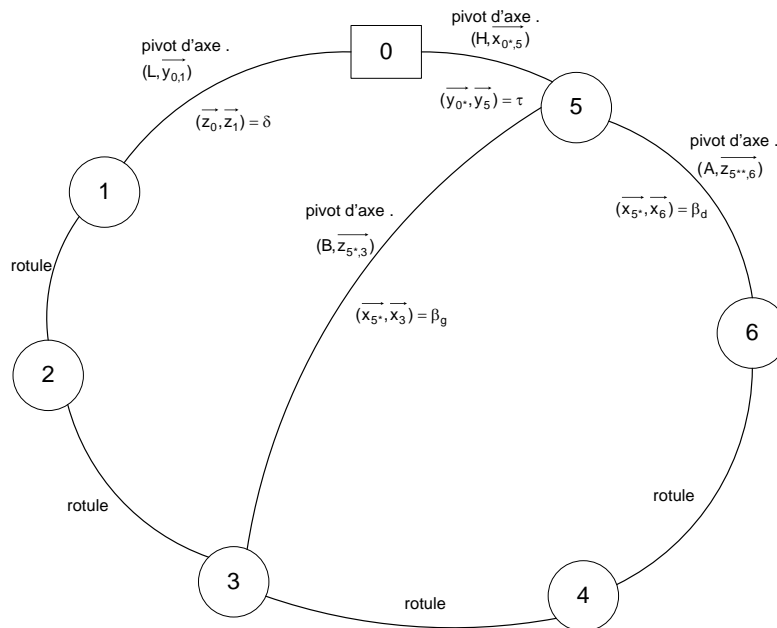 pivot d'axe .
(H,x0*,5)
0
pivot d'axe .
(L,y0,1)
(z0,z1) = δ
(y0*,y5) = τ
5
pivot d'axe .
(A,z5**,6)
1
(x5*,x6) = βd
pivot d'axe .
(B,z5*,3)
rotule
(x5*,x3) = βg
6
2
rotule
rotule
3
4
rotule